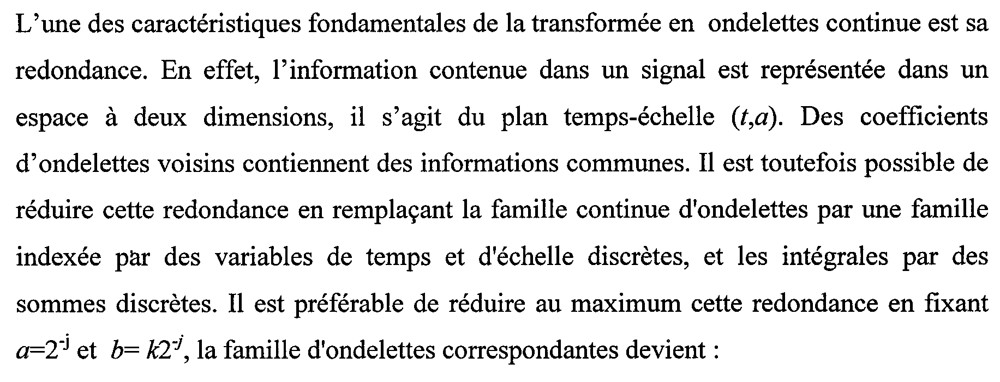 L’une des caractéristiques fondamentales de la transformée en ondelettes continue est sa
redondance. En effet, l’information contenue dans un signal est représentée dans un
espace à deux dimensions, il s’agit du plan temps-échelle (t,a). Des coefficients
d’ondelettes voisins contiennent des informations communes. Il est toutefois possible de
réduire cette redondance en remplaçant la famille continue d'ondelettes par une famille
indexée par des variables de temps et d'échelle discrètes, et les intégrales par des
sommes discrètes. Il est préférable de réduire au maximum cette redondance en fixant
a=2⁻ʲ et b= k2⁻ʲ, la famille d'ondelettes correspondantes devient :